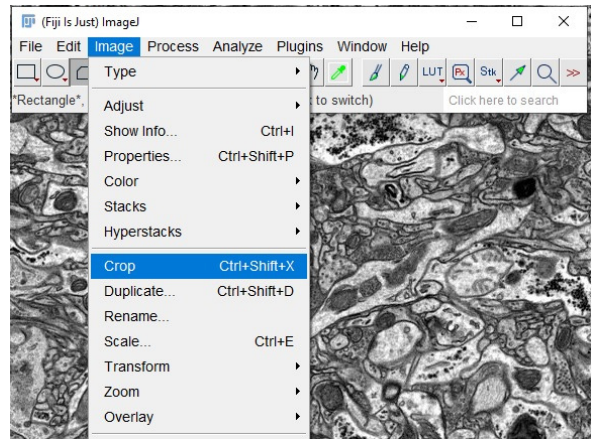 (Fiji Is Just) ImageJ
File Edit Image Process Analyze Plugins Window Help
LUT Px Stk >>
*Rectangle*, to switch) Click here to search
Type
Adjust
Show Info... Ctrl+I
Properties... Ctrl+Shift+P
Color
Stacks
Hyperstacks
Crop Ctrl+Shift+X
Duplicate... Ctrl+Shift+D
Rename...
Scale... Ctrl+E
Transform
Zoom
Overlay